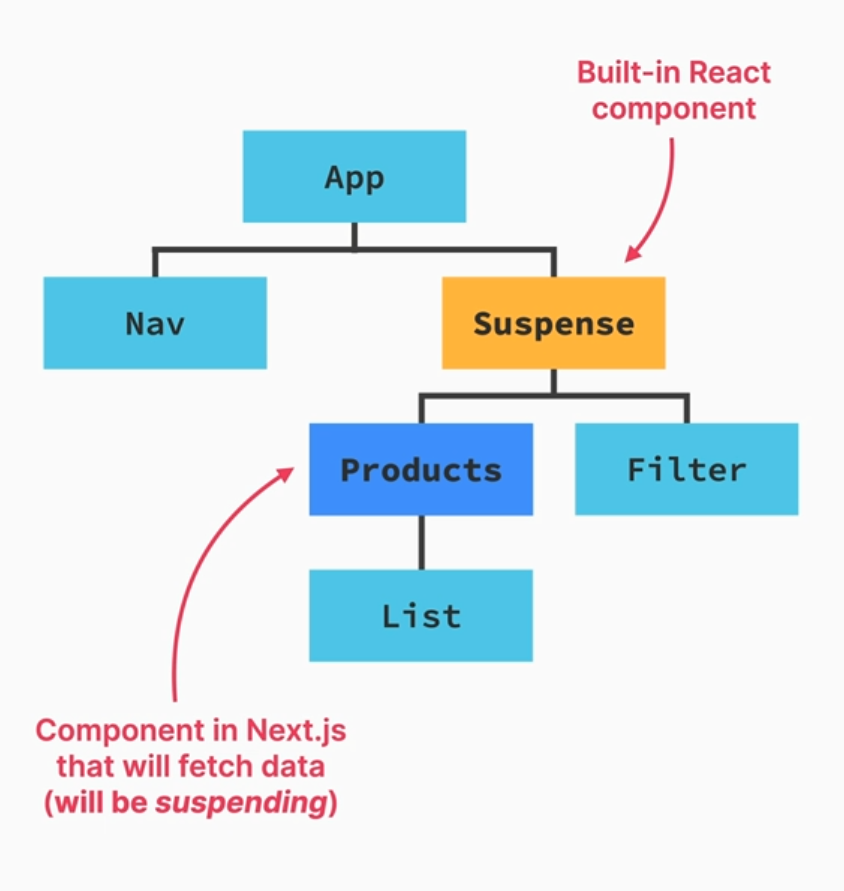 Built-in React
component
App
Nav
Suspense
Products
Filter
List
Component in Next.js
that will fetch data
(will be suspending)